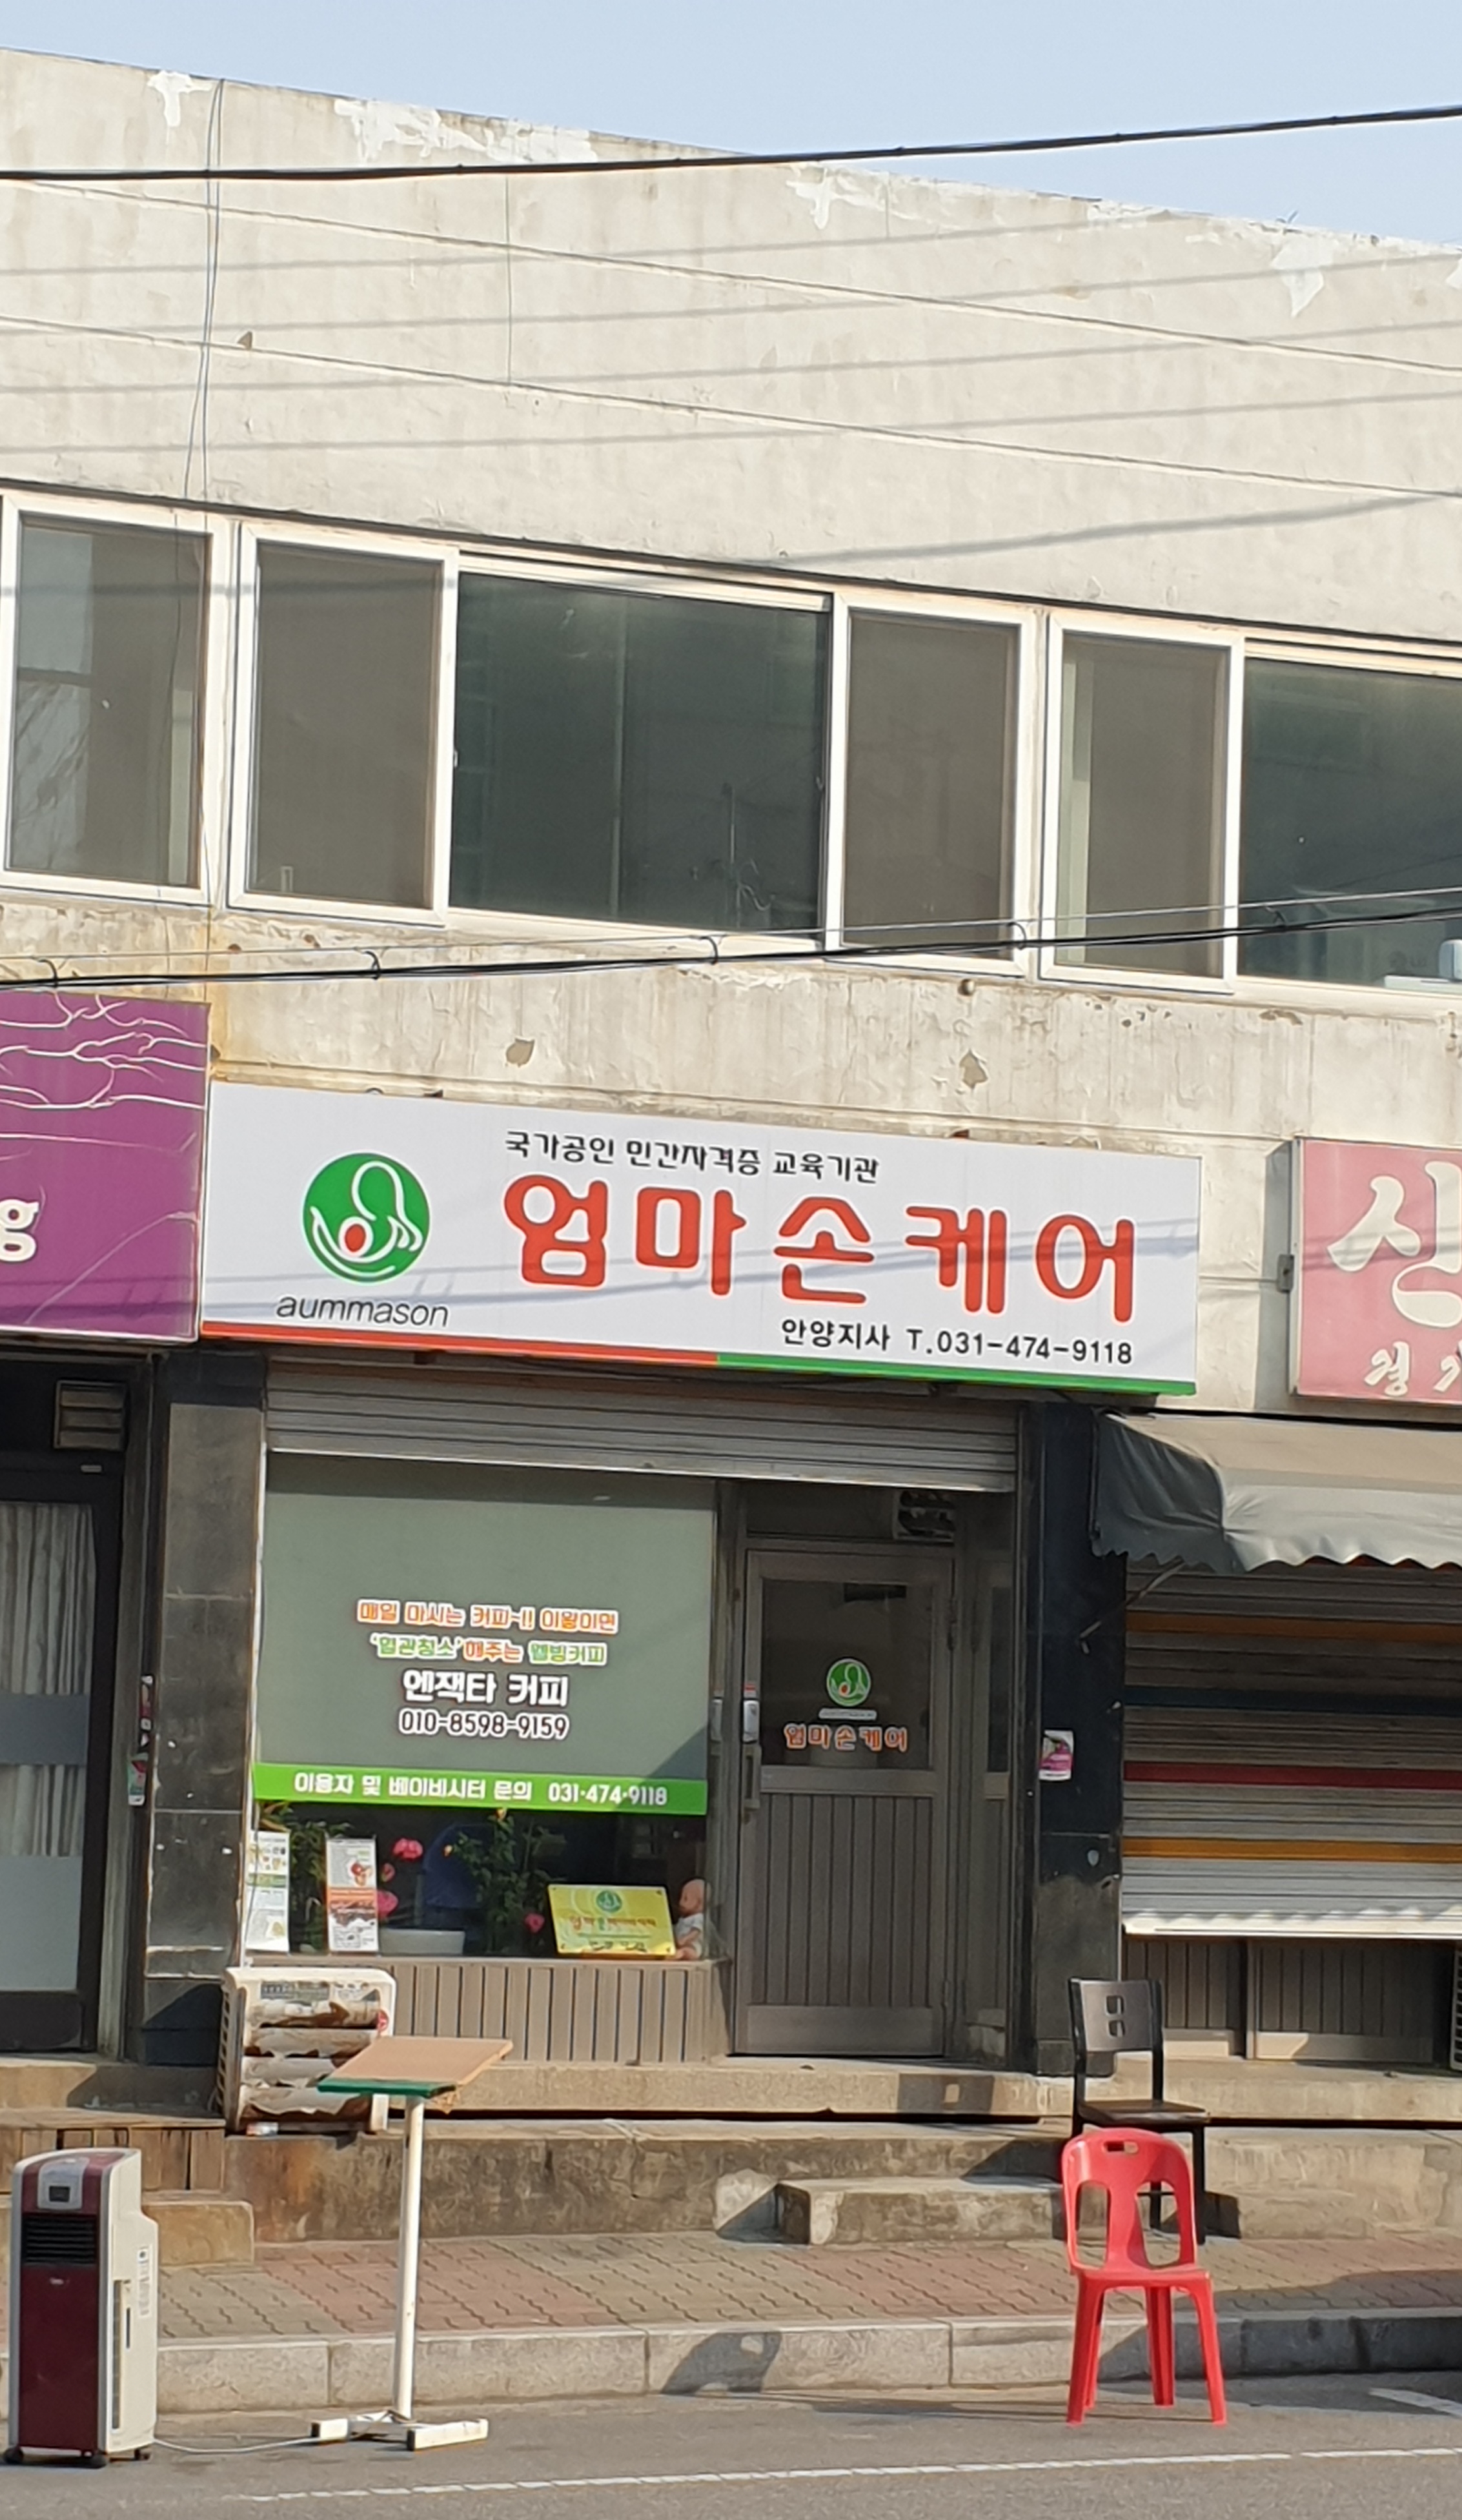 g
국가공인 민간자격증 교육기관
엄마손케어
aummason
안양지사 T.031-474-9118
매일 마시는 커피~!! 이왕이면
'혈관청소'해주는 웰빙커피
엔잭타 커피
010-8598-9159
이용자 및 베이비시터 문의 031-474-9118
엄마손케어